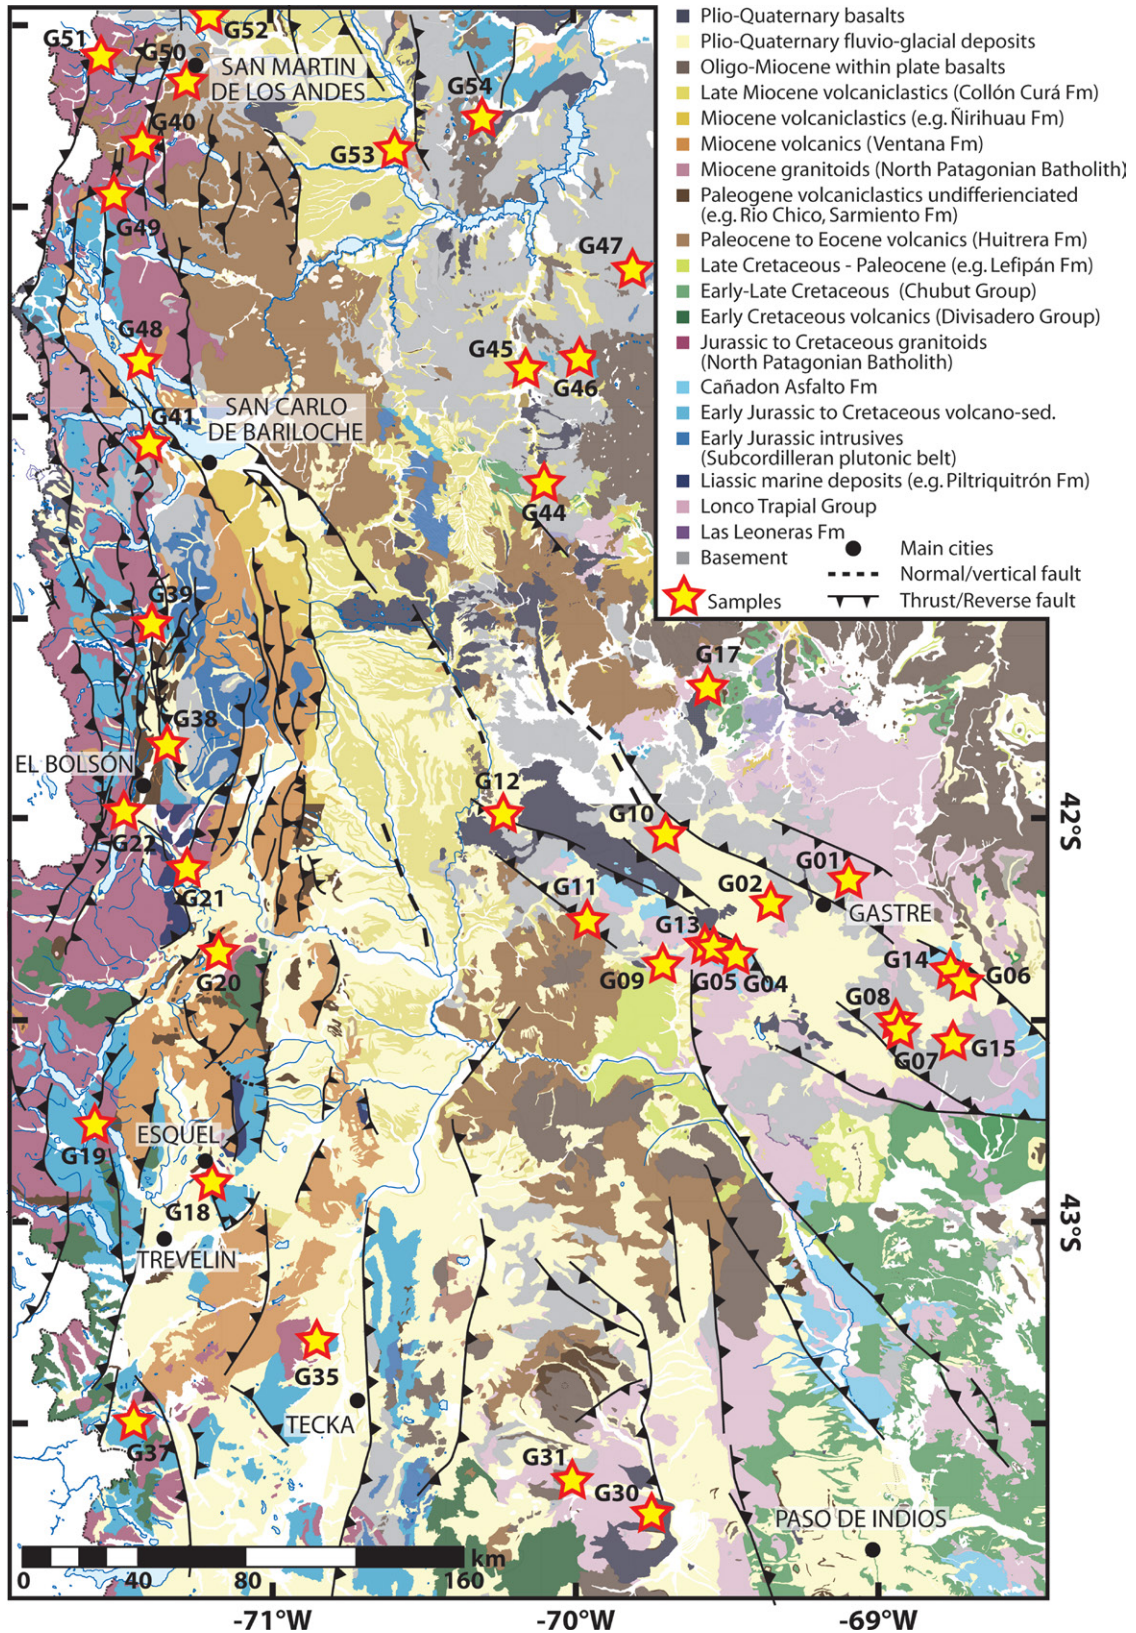 Plio-Quaternary basalts
Plio-Quaternary fluvio-glacial deposits
Oligo-Miocene within plate basalts
Late Miocene volcaniclastics (Collón Curá Fm)
Miocene volcaniclastics (e.g. Ñirihuau Fm)
Miocene volcanics (Ventana Fm)
Miocene granitoids (North Patagonian Batholith)
Paleogene volcaniclastics undifferenciated
(e.g. Rio Chico, Sarmiento Fm)
Paleocene to Eocene volcanics (Huitrera Fm)
Late Cretaceous - Paleocene (e.g. Lefipán Fm)
Early-Late Cretaceous (Chubut Group)
Early Cretaceous volcanics (Divisadero Group)
Jurassic to Cretaceous granitoids
(North Patagonian Batholith)
Cañadon Asfalto Fm
Early Jurassic to Cretaceous volcano-sed.
Early Jurassic intrusives
(Subcordilleran plutonic belt)
Liassic marine deposits (e.g. Piltriquitrón Fm)
Lonco Trapial Group
Las Leoneras Fm
Basement
Main cities
Normal/vertical fault
Samples
Thrust/Reverse fault
G52
G51
G50
SAN MARTIN
DE LOS ANDES
G54
G40
G53
G49
G47
G48
G45
G46
SAN CARLO
DE BARILOCHE
G41
G44
G39
G17
G38
EL BOLSON
G12
G10
42°S
G22
G01
G02
G21
G11
GASTRE
G13
G20
G09
G05
G04
G14
G06
G08
G07
G15
ESQUEL
G19
G18
43°S
TREVELIN
G35
TECKA
G37
G31
G30
PASO DE INDIOS
km
0 40 80 160
-71°W -70°W -69°W